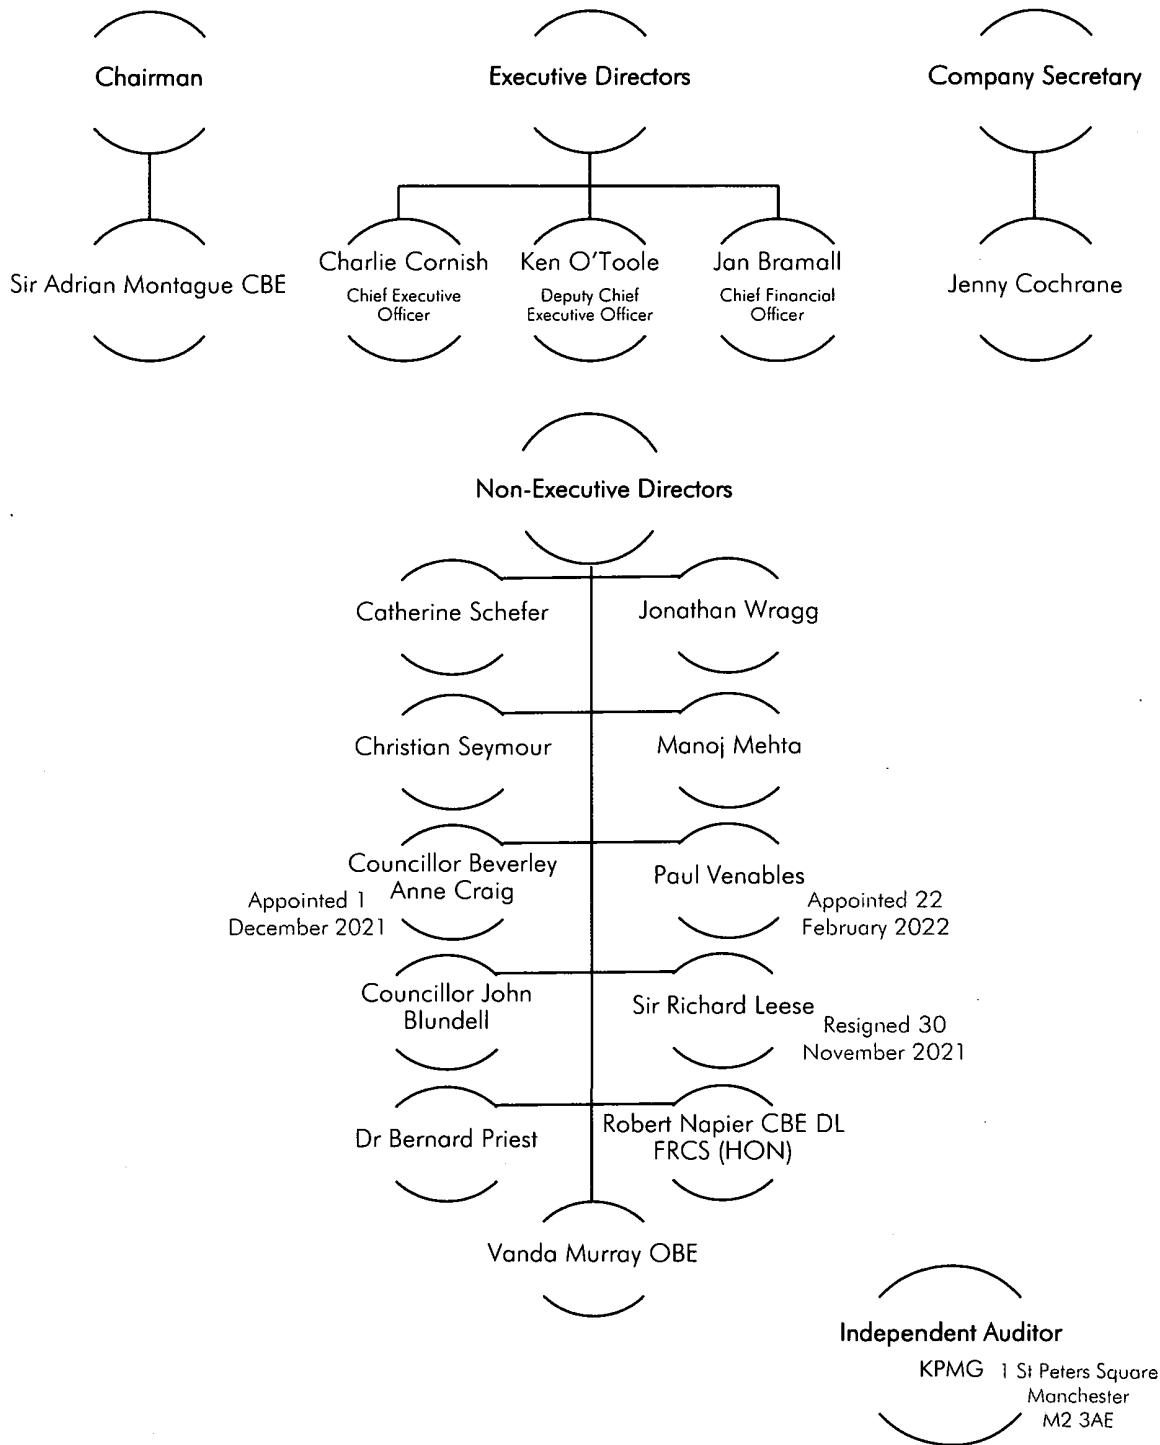 Chairman
Executive Directors
Company Secretary
Sir Adrian Montague CBE
Charlie Cornish
Chief Executive
Officer
Ken O'Toole
Deputy Chief
Executive Officer
Jan Bramall
Chief Financial
Officer
Jenny Cochrane
Non-Executive Directors
Catherine Schefer
Jonathan Wragg
Christian Seymour
Manoj Mehta
Councillor Beverley
Anne Craig
Appointed 1
December 2021
Paul Venables
Appointed 22
February 2022
Councillor John
Blundell
Sir Richard Leese
Resigned 30
November 2021
Dr Bernard Priest
Robert Napier CBE DL
FRCS (HON)
Vanda Murray OBE
Independent Auditor
KPMG 1 St Peters Square
Manchester
M2 3AE